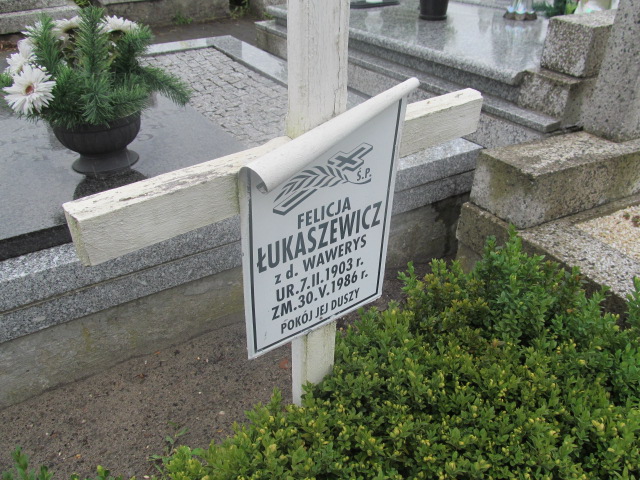 Ś.P.
FELICJA
ŁUKASZEWICZ
z d. WAWERYS
UR.7.II.1903 r.
ZM.30.V.1986 r.
POKÓJ JEJ DUSZY